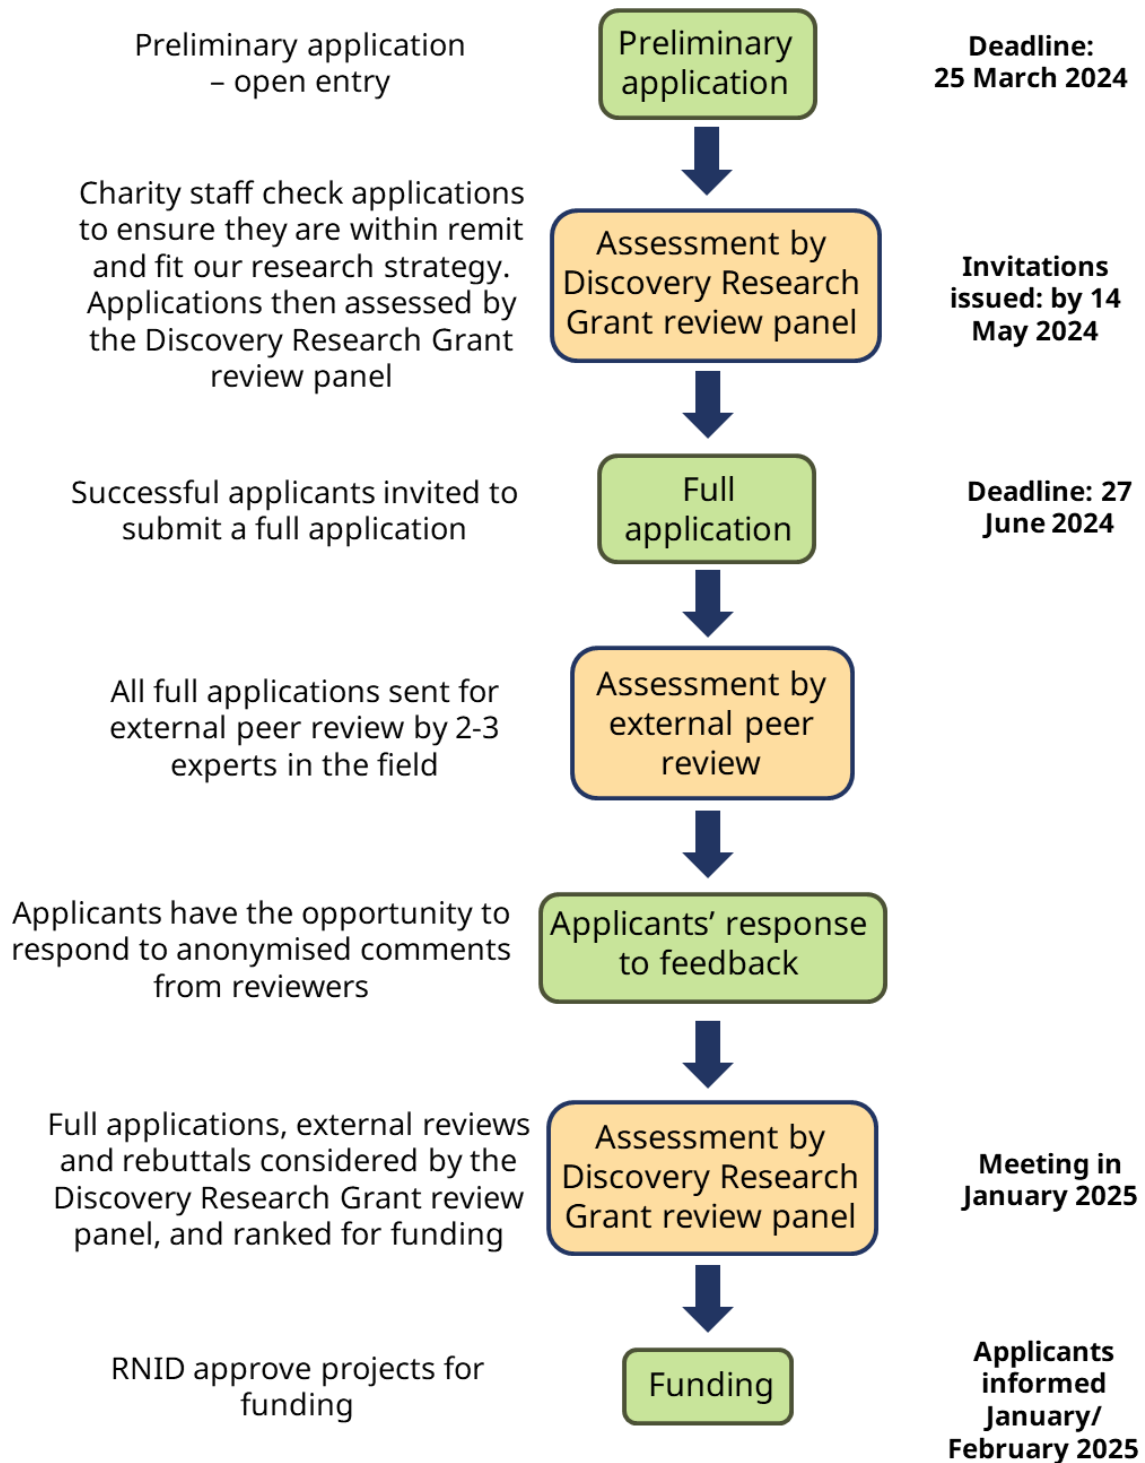 Preliminary application
– open entry
Preliminary
application
Deadline:
25 March 2024
Charity staff check applications
to ensure they are within remit
and fit our research strategy.
Applications then assessed by
the Discovery Research Grant
review panel
Assessment by
Discovery Research
Grant review panel
Invitations
issued: by 14
May 2024
Successful applicants invited to
submit a full application
Full
application
Deadline: 27
June 2024
All full applications sent for
external peer review by 2-3
experts in the field
Assessment by
external peer
review
Applicants have the opportunity to
respond to anonymised comments
from reviewers
Applicants’ response
to feedback
Full applications, external reviews
and rebuttals considered by the
Discovery Research Grant review
panel, and ranked for funding
Assessment by
Discovery Research
Grant review panel
Meeting in
January 2025
RNID approve projects for
funding
Funding
Applicants
informed
January/
February 2025